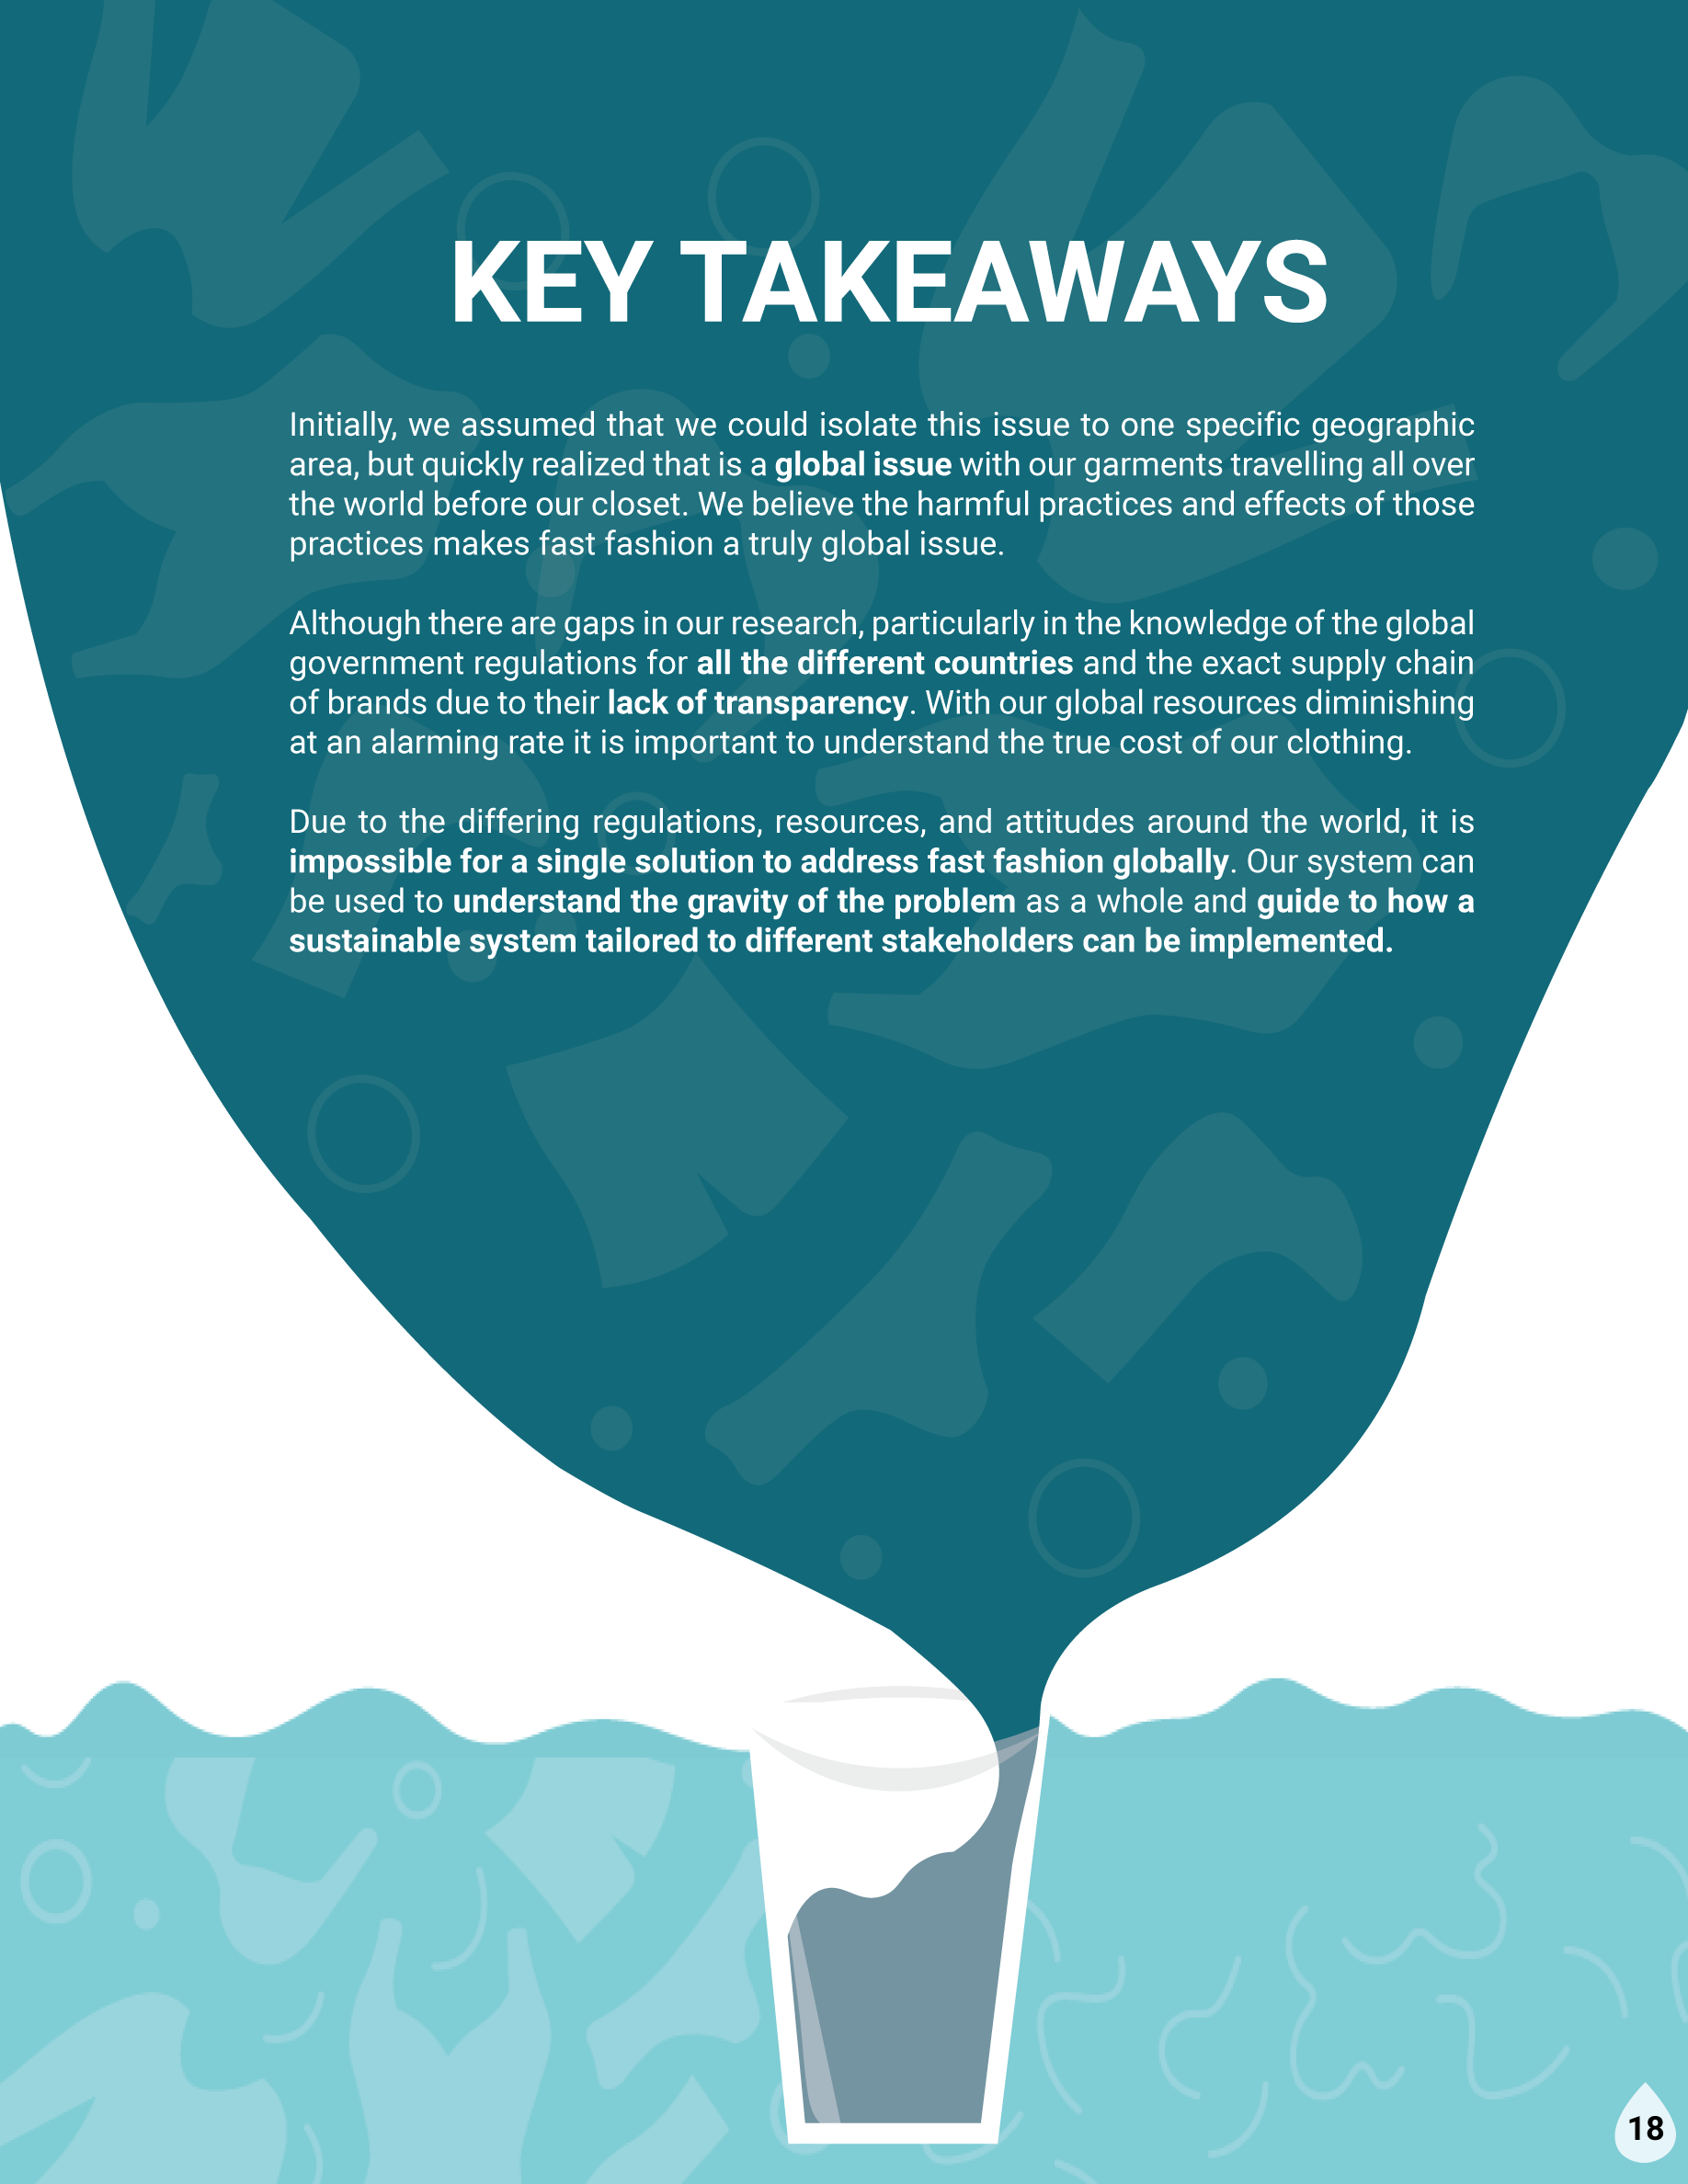 KEY TAKEAWAYS
Initially, we assumed that we could isolate this issue to one specific geographic
area, but quickly realized that is a global issue with our garments travelling all over
the world before our closet. We believe the harmful practices and effects of those
practices makes fast fashion a truly global issue.
Although there are gaps in our research, particularly in the knowledge of the global
government regulations for all the different countries and the exact supply chain
of brands due to their lack of transparency. With our global resources diminishing
at an alarming rate it is important to understand the true cost of our clothing.
Due to the differing regulations, resources, and attitudes around the world, it is
impossible for a single solution to address fast fashion globally. Our system can
be used to understand the gravity of the problem as a whole and guide to how a
sustainable system tailored to different stakeholders can be implemented.
18